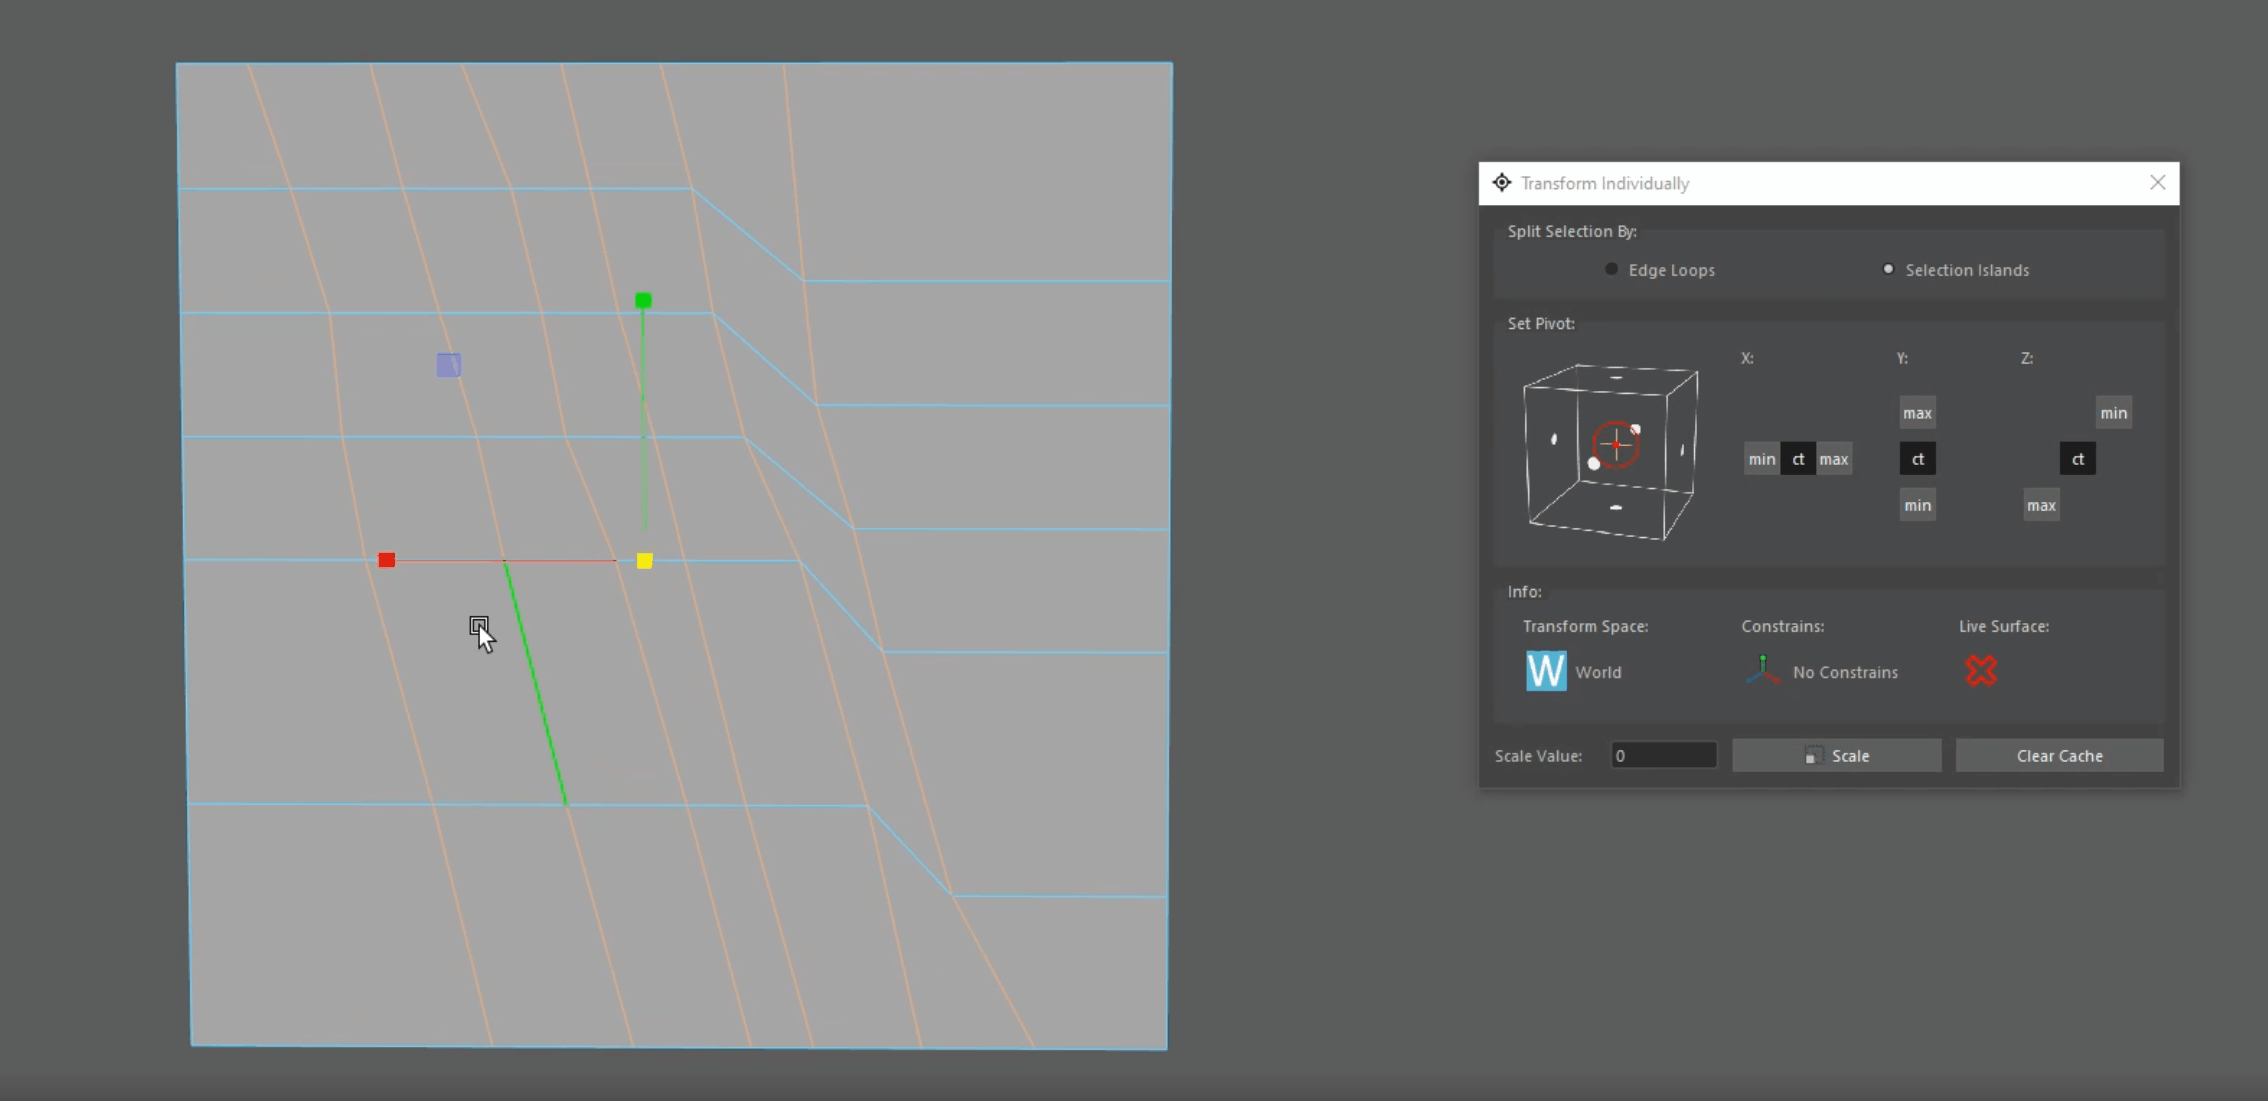 Transform Individually
Split Selection By:
Edge Loops Selection Islands
Set Pivot:
X: Y: Z:
max min
min ct max ct ct
min max
Info:
Transform Space: Constrains: Live Surface:
W World No Constrains
Scale Value: 0 Scale Clear Cache